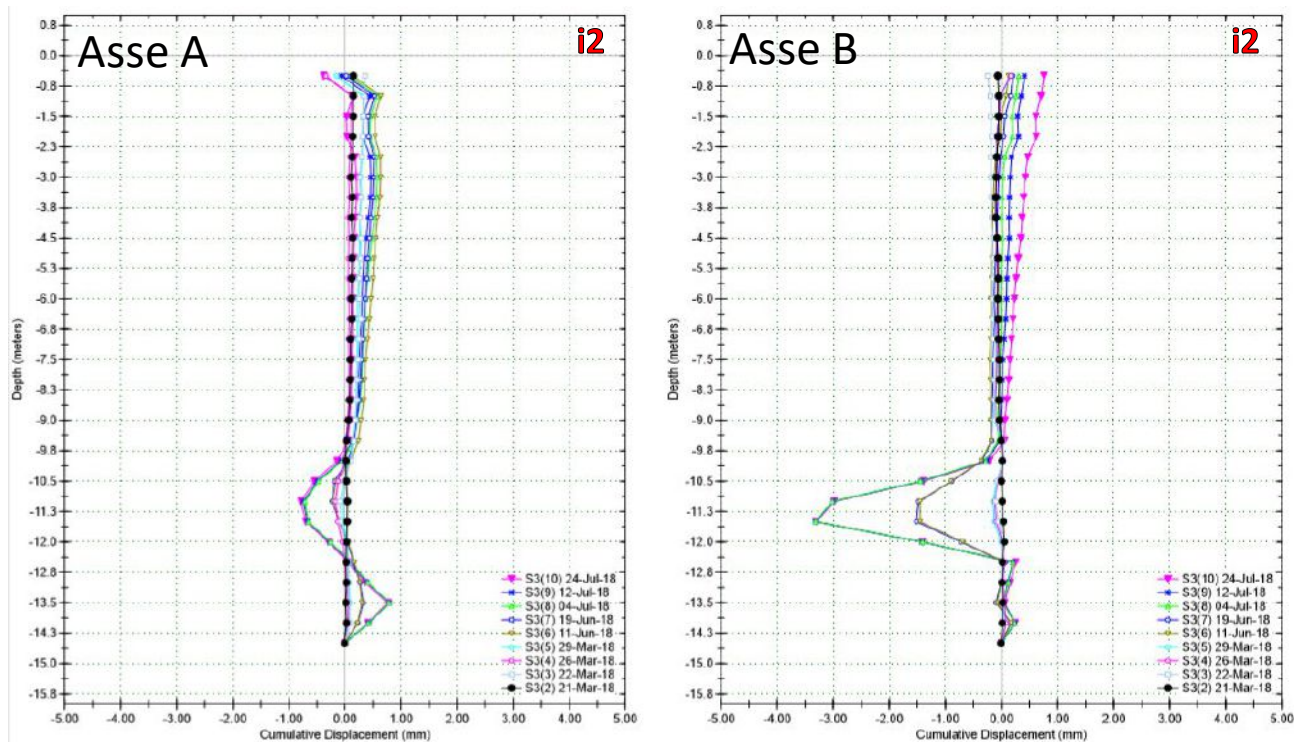 Asse A
i2
0.8
0.0
-0.8
-1.5
-2.3
-3.0
-3.8
-4.5
-5.3
-6.0
-6.8
-7.5
-8.3
-9.0
-9.8
-10.5
-11.3
-12.0
-12.8
-13.5
-14.3
-15.0
-15.8
Depth (meters)
S3(10) 24-Jul-18
S3(9) 12-Jul-18
S3(8) 04-Jul-18
S3(7) 19-Jun-18
S3(6) 11-Jun-18
S3(5) 29-Mar-18
S3(4) 26-Mar-18
S3(3) 22-Mar-18
S3(2) 21-Mar-18
-5.00 -4.00 -3.00 -2.00 -1.00 0.00 1.00 2.00 3.00 4.00 5.00
Cumulative Displacement (mm)
Asse B
i2
0.8
0.0
-0.8
-1.5
-2.3
-3.0
-3.8
-4.5
-5.3
-6.0
-6.8
-7.5
-8.3
-9.0
-9.8
-10.5
-11.3
-12.0
-12.8
-13.5
-14.3
-15.0
-15.8
Depth (meters)
S3(10) 24-Jul-18
S3(9) 12-Jul-18
S3(8) 04-Jul-18
S3(7) 19-Jun-18
S3(6) 11-Jun-18
S3(5) 29-Mar-18
S3(4) 26-Mar-18
S3(3) 22-Mar-18
S3(2) 21-Mar-18
-5.00 -4.00 -3.00 -2.00 -1.00 0.00 1.00 2.00 3.00 4.00 5.00
Cumulative Displacement (mm)